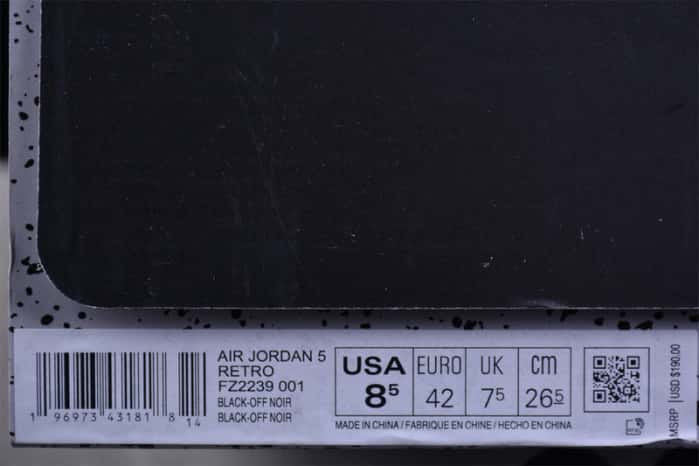 AIR JORDAN 5
RETRO
FZ2239 001
BLACK-OFF NOIR
BLACK-OFF NOIR
1 96973 43181 8
14
USA EURO UK cm
8⁵ 42 7⁵ 26⁵
MADE IN CHINA / FABRIQUE EN CHINE / HECHO EN CHINA
MSRP | USD $190.00